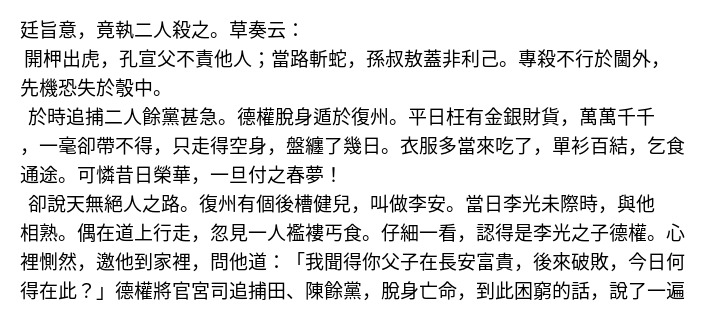 廷旨意，竟執二人殺之。草奏云：
開柙出虎，孔宣父不責他人；當路斬蛇，孫叔敖蓋非利己。專殺不行於閫外，
先機恐失於彀中。
於時追捕二人餘黨甚急。德權脫身遁於復州。平日枉有金銀財貨，萬萬千千
，一毫卻帶不得，只走得空身，盤纏了幾日。衣服多當來吃了，單衫百結，乞食
通途。可憐昔日榮華，一旦付之春夢！
卻說天無絕人之路。復州有個後槽健兒，叫做李安。當日李光未際時，與他
相熟。偶在道上行走，忽見一人襤褸丐食。仔細一看，認得是李光之子德權。心
裡惻然，邀他到家裡，問他道：「我聞得你父子在長安富貴，後來破敗，今日何
得在此？」德權將官宮司追捕田、陳餘黨，脫身亡命，到此困窮的話，說了一遍